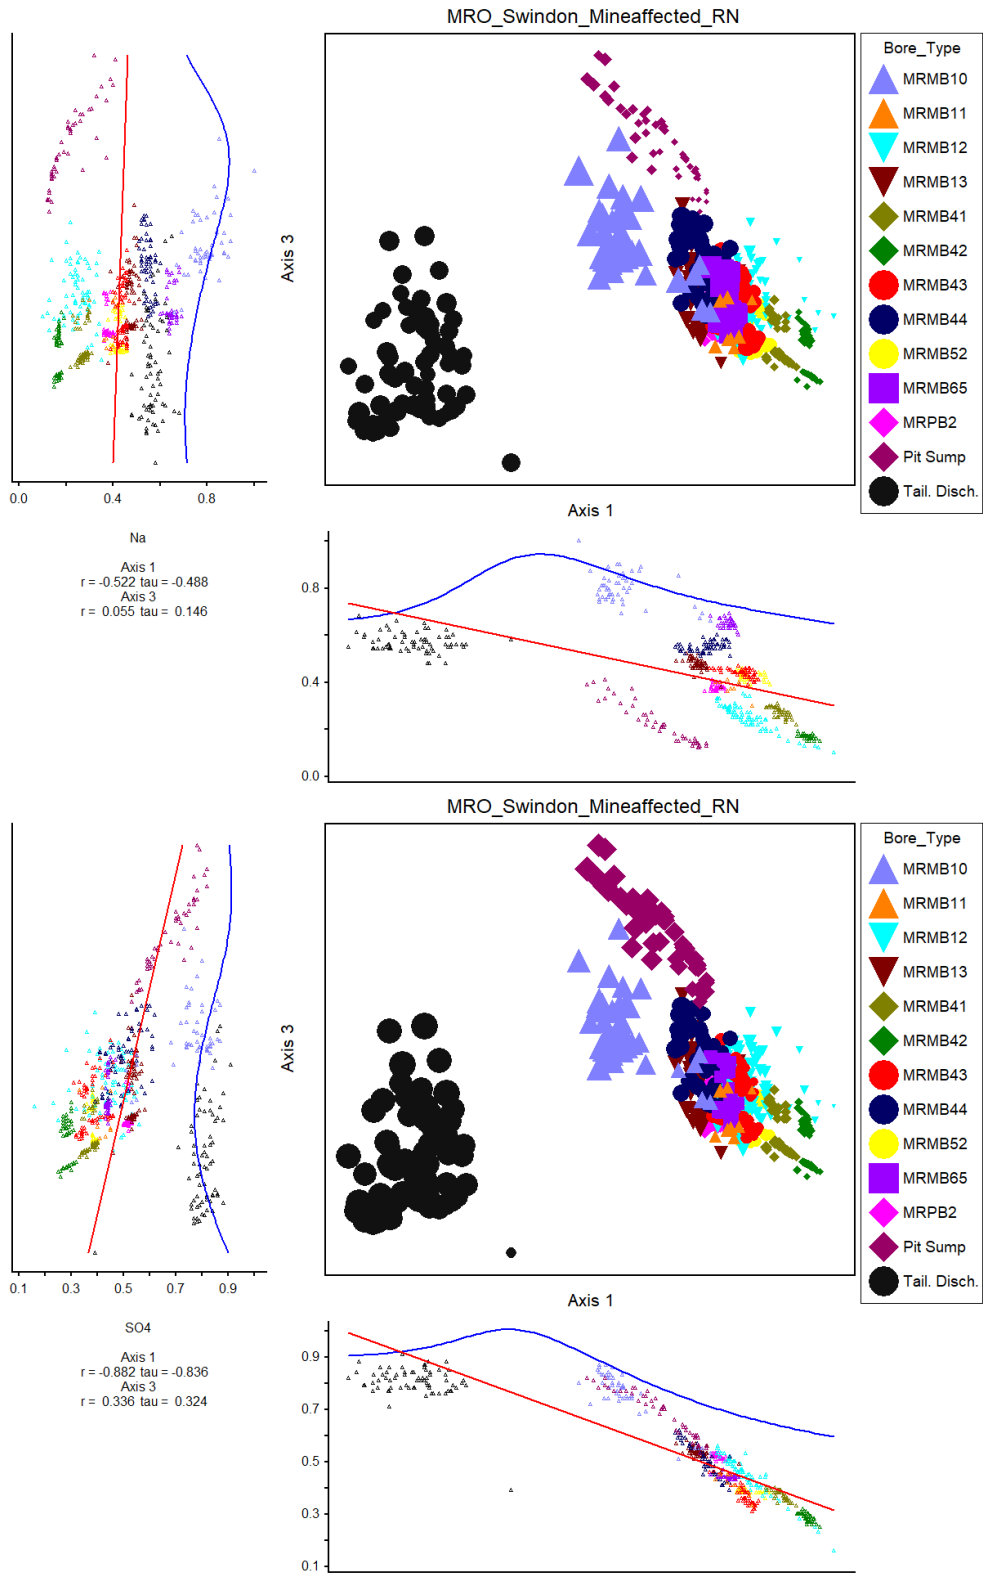 MRO_Swindon_Mineaffected_RN
Bore_Type
MRMB10
MRMB11
MRMB12
MRMB13
MRMB41
MRMB42
MRMB43
MRMB44
MRMB52
MRMB65
MRPB2
Pit Sump
Tail. Disch.
Axis 3
0.0 0.4 0.8
Axis 1
Na
Axis 1
r = -0.522 tau = -0.488
Axis 3
r = 0.055 tau = 0.146
0.8
0.4
0.0
MRO_Swindon_Mineaffected_RN
Bore_Type
MRMB10
MRMB11
MRMB12
MRMB13
MRMB41
MRMB42
MRMB43
MRMB44
MRMB52
MRMB65
MRPB2
Pit Sump
Tail. Disch.
Axis 3
0.1 0.3 0.5 0.7 0.9
Axis 1
SO4
Axis 1
r = -0.882 tau = -0.836
Axis 3
r = 0.336 tau = 0.324
0.9
0.7
0.5
0.3
0.1